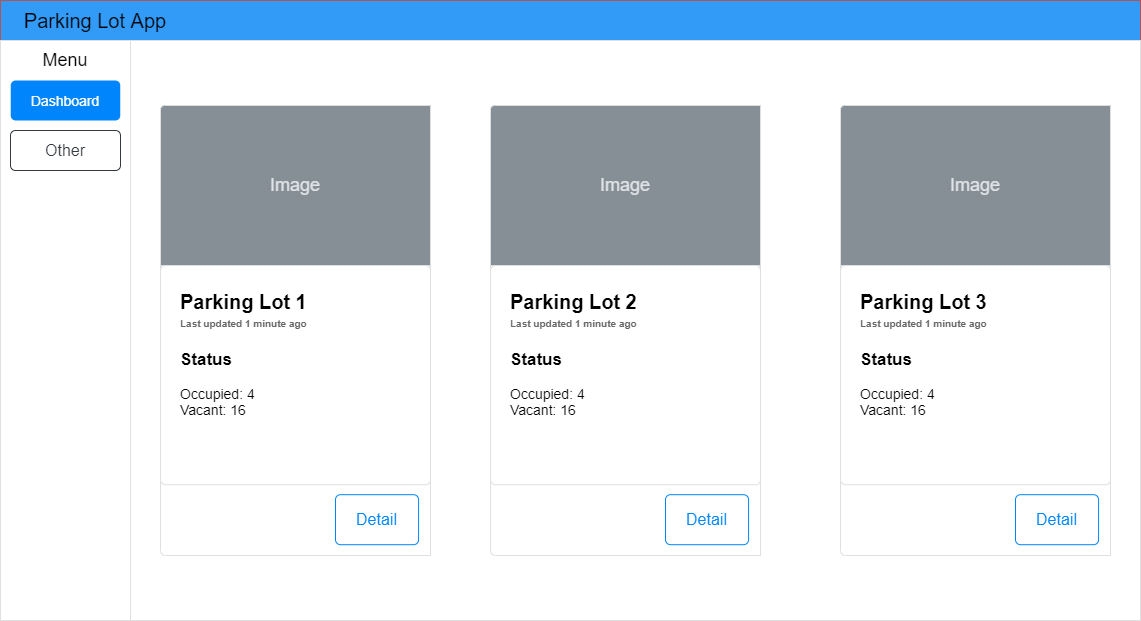 Parking Lot App
Menu
Dashboard
Other
Image
Parking Lot 1
Last updated 1 minute ago
Status
Occupied: 4
Vacant: 16
Detail
Image
Parking Lot 2
Last updated 1 minute ago
Status
Occupied: 4
Vacant: 16
Detail
Image
Parking Lot 3
Last updated 1 minute ago
Status
Occupied: 4
Vacant: 16
Detail